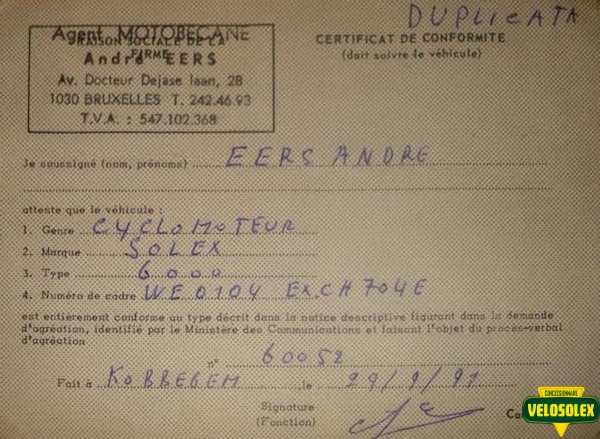 DUPLICATA
Agent MOTOBECANE
RAISON SOCIALE DE LA
FIRME
André EERS
Av. Docteur Dejase laan, 28
1030 BRUXELLES T. 242.46.93
T.V.A. : 547.102.368
CERTIFICAT DE CONFORMITE
(doit suivre le véhicule)
Je soussigné (nom, prénoms) EERS ANDRE
atteste que le véhicule :
1. Genre CYCLOMOTEUR
2. Marque SOLEX
3. Type 6000
4. Numéro de cadre WE0104 EX.CH704E
est entièrement conforme au type décrit dans la notice descriptive figurant dans la demande
d'agréation, identifié par le Ministère des Communications et faisant l'objet du procès-verbal
d'agréation
n° 60052
Fait à KOBBEGEM, le 29/9/91
Signature
(Fonction)
CONCESSIONNAIRE
VELOSOLEX